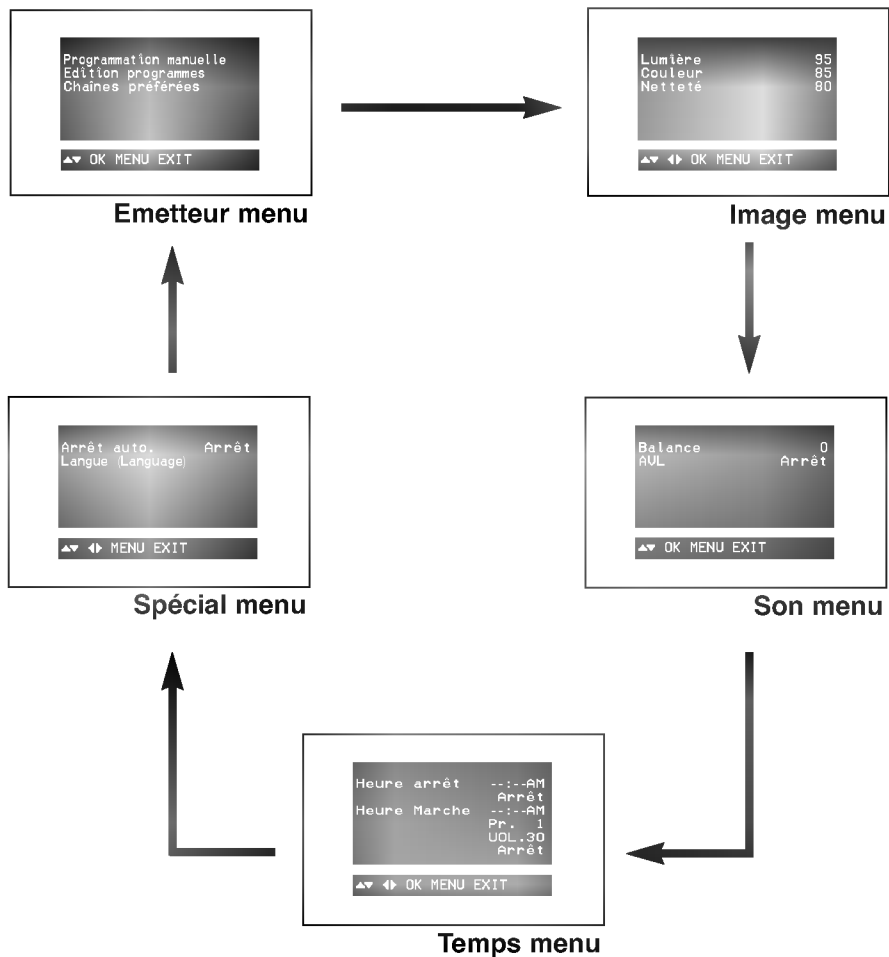 Programmation manuelle
Edition programmes
Chaînes préférées
▲▼ OK MENU EXIT
Emetteur menu
Lumière 95
Couleur 85
Netteté 80
▲▼ ◀▶ OK MENU EXIT
Image menu
Arrêt auto. Arrêt
Langue (Language)
▲▼ ◀▶ MENU EXIT
Spécial menu
Balance 0
AVL Arrêt
▲▼ OK MENU EXIT
Son menu
Heure arrêt --:--AM
Arrêt
Heure Marche --:--AM
Pr. 1
VOL.30
Arrêt
▲▼ ◀▶ OK MENU EXIT
Temps menu